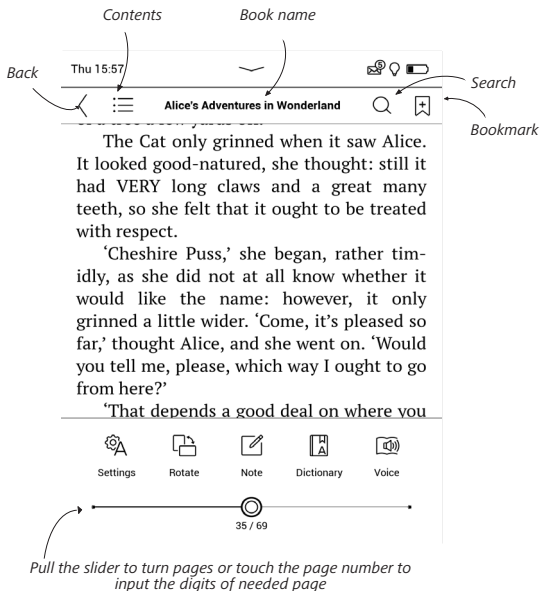 Contents
Book name
Thu 15:57
5
Back
Search
Alice's Adventures in Wonderland
Bookmark
The Cat only grinned when it saw Alice.
It looked good-natured, she thought: still it
had VERY long claws and a great many
teeth, so she felt that it ought to be treated
with respect.
‘Cheshire Puss,’ she began, rather tim-
idly, as she did not at all know whether it
would like the name: however, it only
grinned a little wider. ‘Come, it’s pleased so
far,’ thought Alice, and she went on. ‘Would
you tell me, please, which way I ought to go
from here?’
‘That depends a good deal on where you
A
A
Settings
Rotate
Note
Dictionary
Voice
35 / 69
Pull the slider to turn pages or touch the page number to
input the digits of needed page